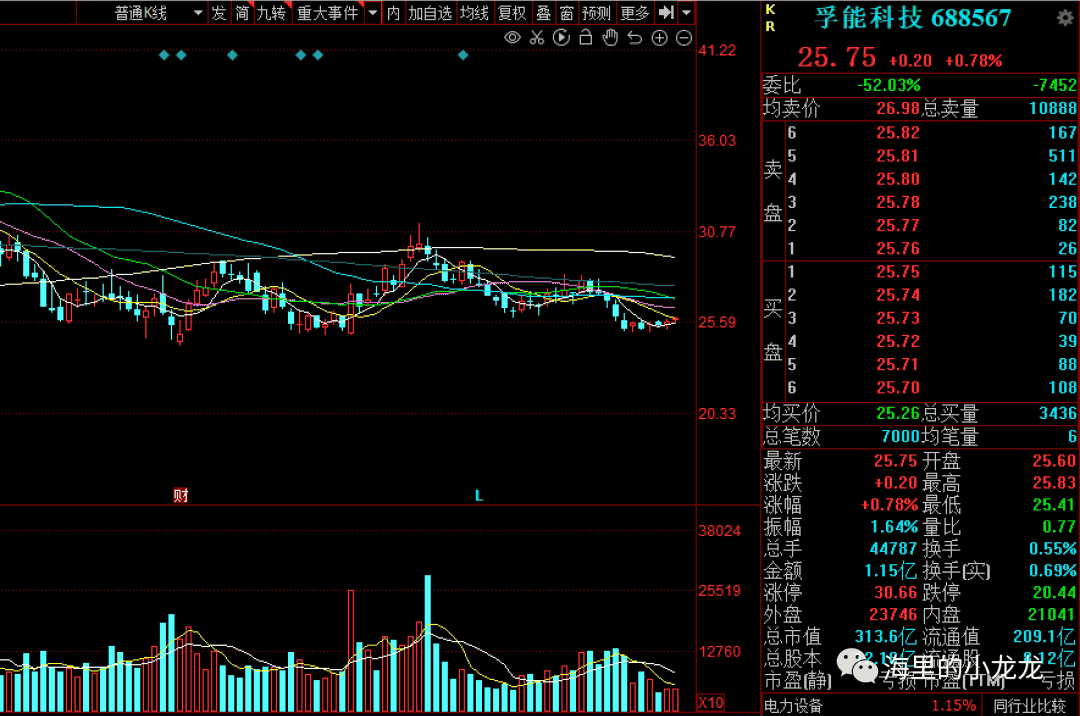 普通K线 发 简 九转 重大事件 内 加自选 均线 复权 叠 窗 预测 更多
41.22
36.03
30.77
25.59
20.33
财 L
38024
25519
12760
X10
K R 孚能科技 688567
25.75 +0.20 +0.78%
委比 -52.03% -7452
均卖价 26.98 总卖量 10888
卖盘
6 25.82 167
5 25.81 511
4 25.80 142
3 25.78 238
2 25.77 82
1 25.76 26
买盘
1 25.75 115
2 25.74 182
3 25.73 70
4 25.72 39
5 25.71 88
6 25.70 108
均买价 25.26 总买量 3436
总笔数 7000 均笔量 6
最新 25.75 开盘 25.60
涨跌 +0.20 最高 25.83
涨幅 +0.78% 最低 25.41
振幅 1.64% 量比 0.77
总手 44787 换手 0.55%
金额 1.15亿 换手(实) 0.69%
涨停 30.66 跌停 20.44
外盘 23746 内盘 21041
总市值 313.6亿 流通值 209.1亿
总股本 流通股 8.12亿
海里的小龙龙
市盈(静) 亏损 市盈(TTM) 亏损
电力设备 1.15% 同行业比较